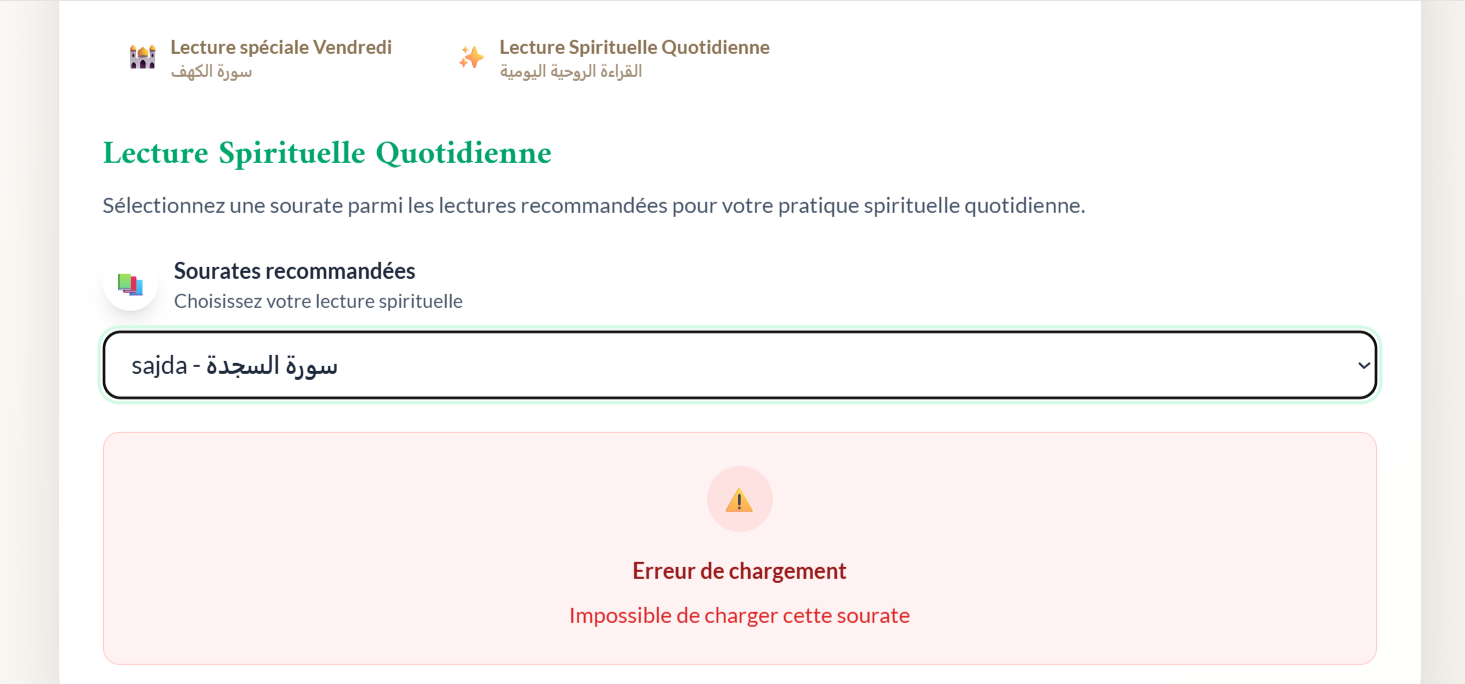 Lecture spéciale Vendredi
سورة الكهف
Lecture Spirituelle Quotidienne
القراءة الروحية اليومية
Lecture Spirituelle Quotidienne
Sélectionnez une sourate parmi les lectures recommandées pour votre pratique spirituelle quotidienne.
Sourates recommandées
Choisissez votre lecture spirituelle
sajda - سورة السجدة
Erreur de chargement
Impossible de charger cette sourate